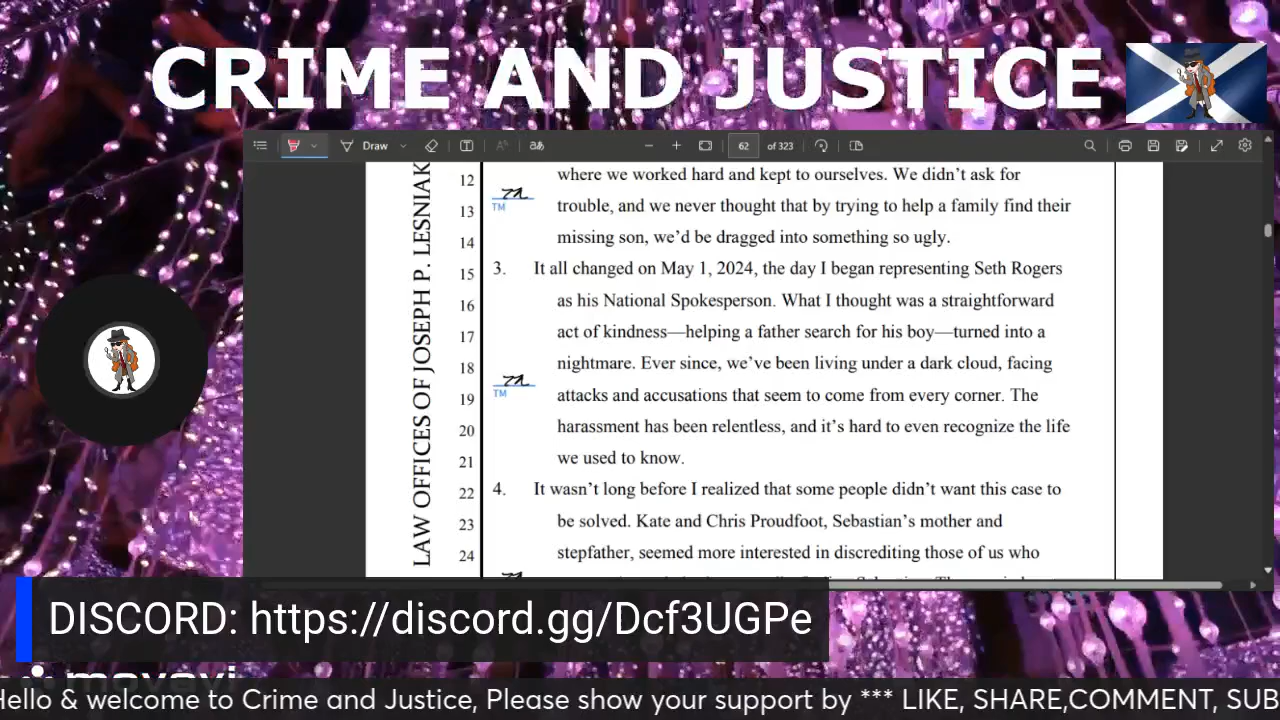 CRIME AND JUSTICE
Draw
aあ
62 of 323
LAW OFFICES OF JOSEPH P. LESNIAK
12 where we worked hard and kept to ourselves. We didn’t ask for
13 trouble, and we never thought that by trying to help a family find their
TM
14 missing son, we’d be dragged into something so ugly.
15 3. It all changed on May 1, 2024, the day I began representing Seth Rogers
16 as his National Spokesperson. What I thought was a straightforward
17 act of kindness—helping a father search for his boy—turned into a
18 nightmare. Ever since, we’ve been living under a dark cloud, facing
19 attacks and accusations that seem to come from every corner. The
TM
20 harassment has been relentless, and it’s hard to even recognize the life
21 we used to know.
22 4. It wasn’t long before I realized that some people didn’t want this case to
23 be solved. Kate and Chris Proudfoot, Sebastian’s mother and
24 stepfather, seemed more interested in discrediting those of us who
DISCORD: https://discord.gg/Dcf3UGPe
Hello & welcome to Crime and Justice, Please show your support by *** LIKE, SHARE,COMMENT, SUB